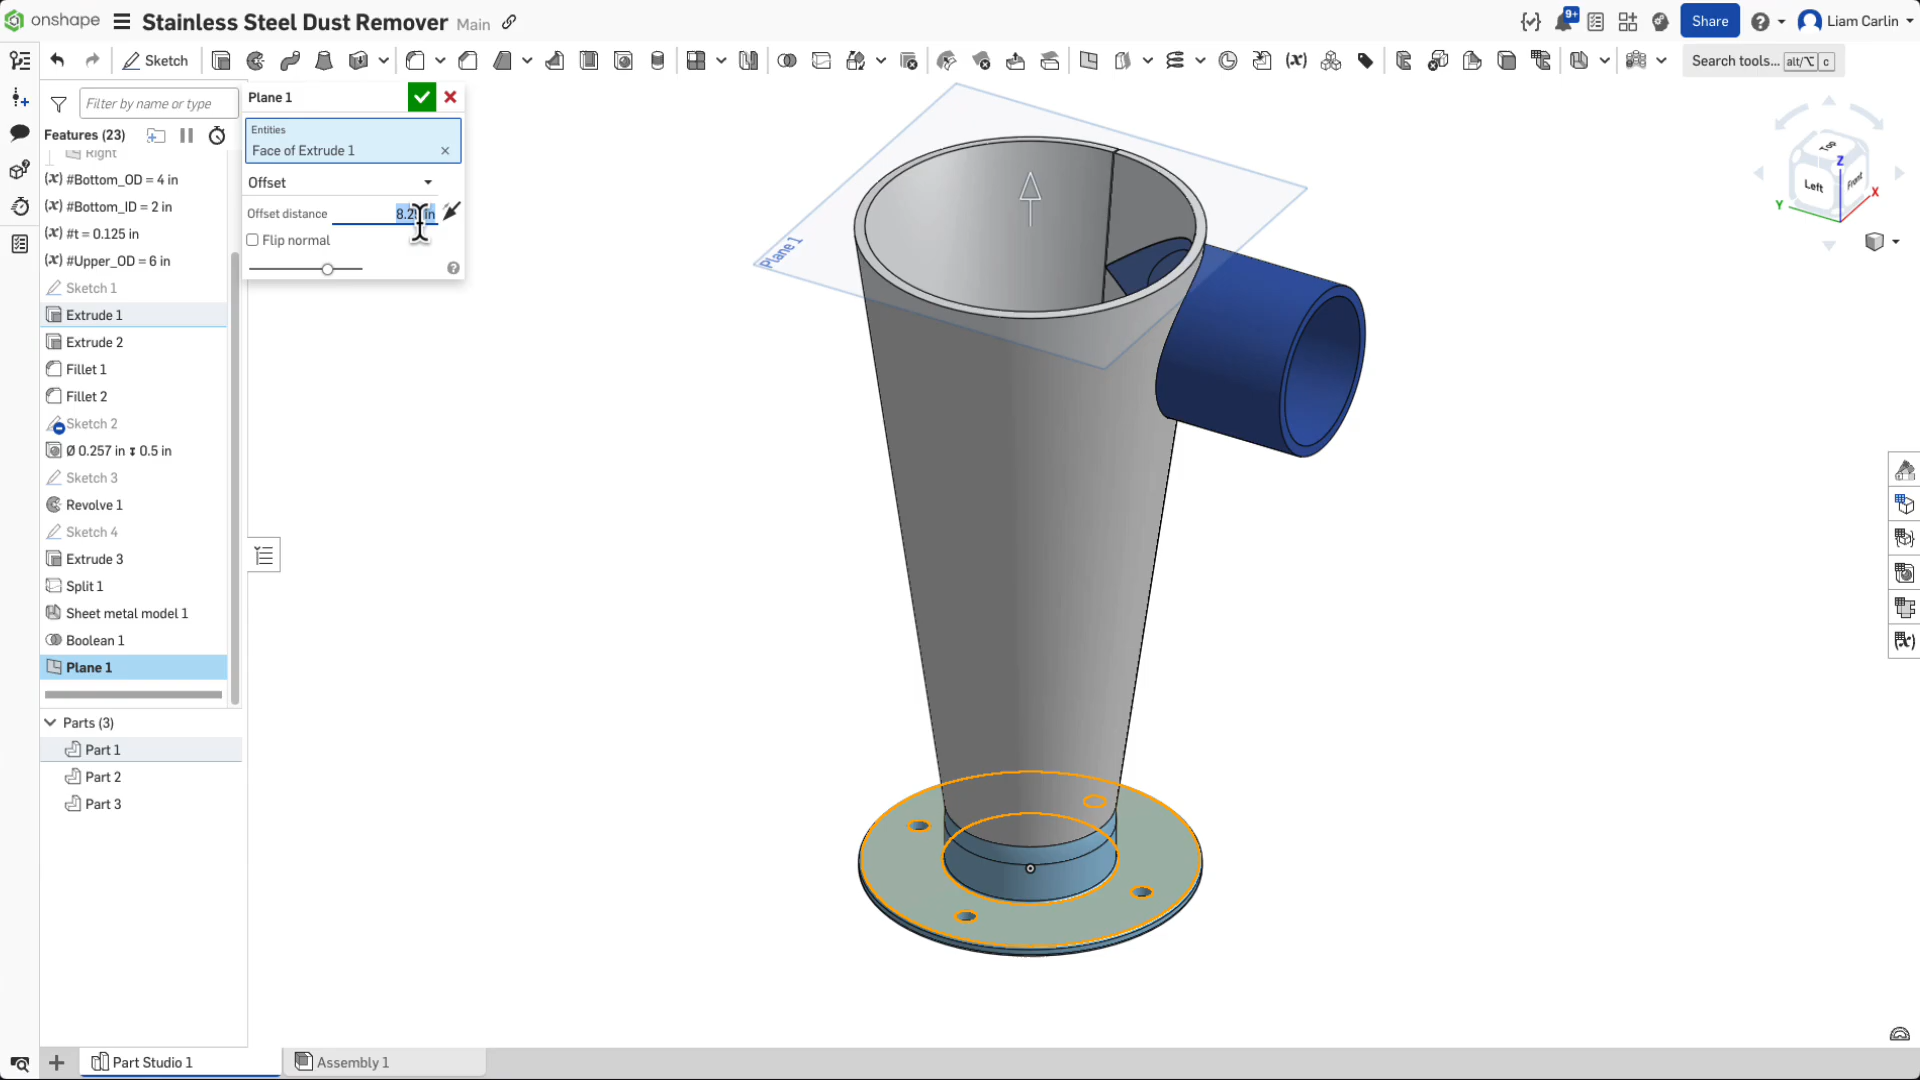 onshape
Stainless Steel Dust Remover
Main
9+
Share
Liam Carlin
Sketch
Search tools... alt/⌥ c
Filter by name or type
Features (23)
Right
(x) #Bottom_OD = 4 in
(x) #Bottom_ID = 2 in
(x) #t = 0.125 in
(x) #Upper_OD = 6 in
Sketch 1
Extrude 1
Extrude 2
Fillet 1
Fillet 2
Sketch 2
Ø 0.257 in ↧ 0.5 in
Sketch 3
Revolve 1
Sketch 4
Extrude 3
Split 1
Sheet metal model 1
Boolean 1
Plane 1
Parts (3)
Part 1
Part 2
Part 3
Plane 1
Entities
Face of Extrude 1
Offset
Offset distance
in
Flip normal
Plane 1
Top
Left
Front
Z
X
Y
Part Studio 1
Assembly 1